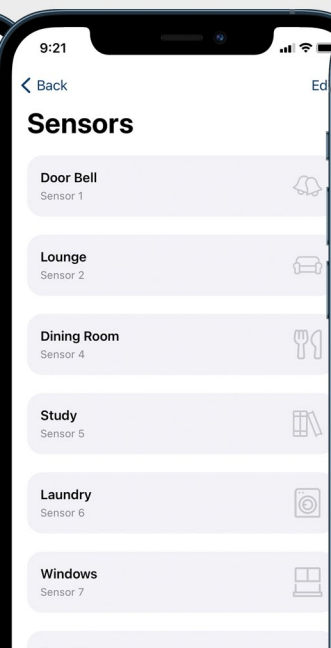 9:21
Back
Ed
Sensors
Door Bell
Sensor 1
Lounge
Sensor 2
Dining Room
Sensor 4
Study
Sensor 5
Laundry
Sensor 6
Windows
Sensor 7